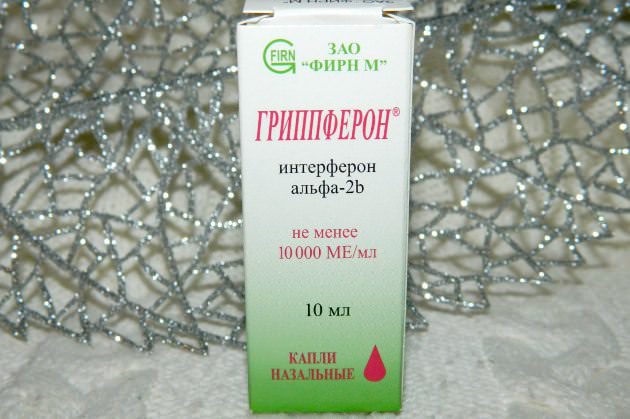 FIRN
ЗАО
"ФИРН М"
ГРИППФЕРОН®
интерферон
альфа-2b
не менее
10 000 МЕ/мл
10 мл
КАПЛИ
НАЗАЛЬНЫЕ